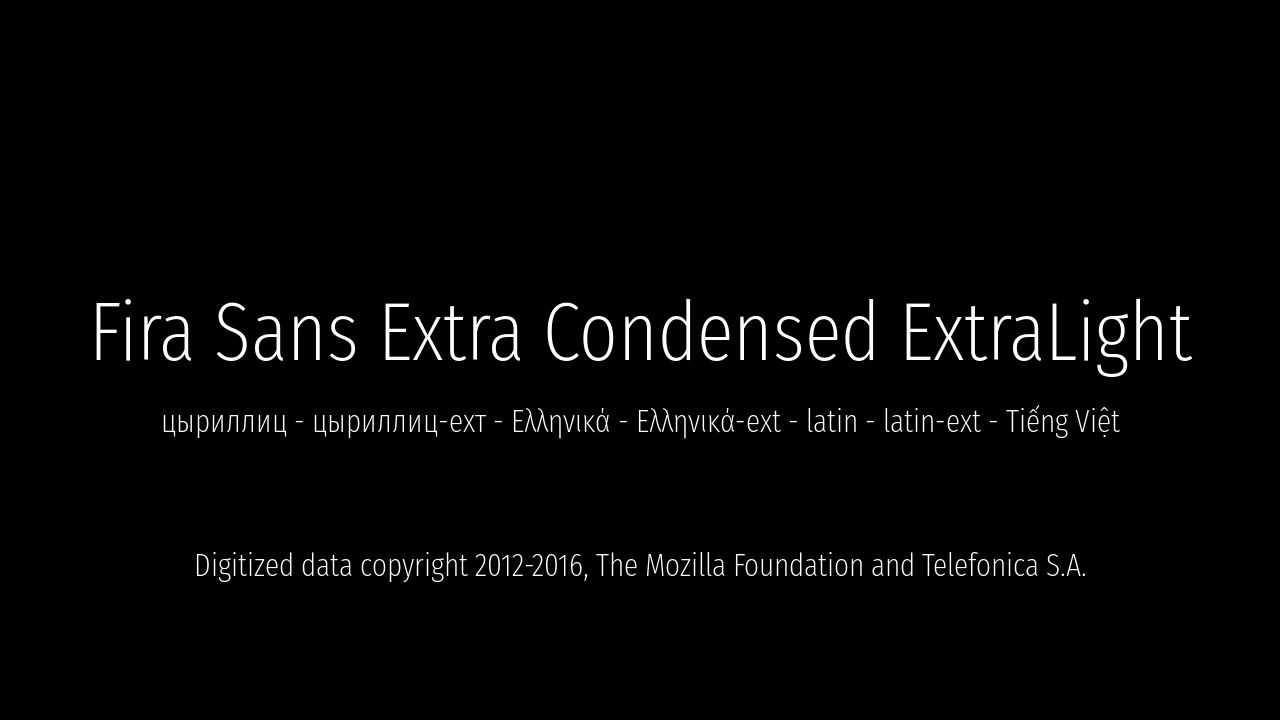 Fira Sans Extra Condensed ExtraLight
цыриллиц - цыриллиц-ехт - Ελληνικά - Ελληνικά-ext - latin - latin-ext - Tiếng Việt
Digitized data copyright 2012-2016, The Mozilla Foundation and Telefonica S.A.